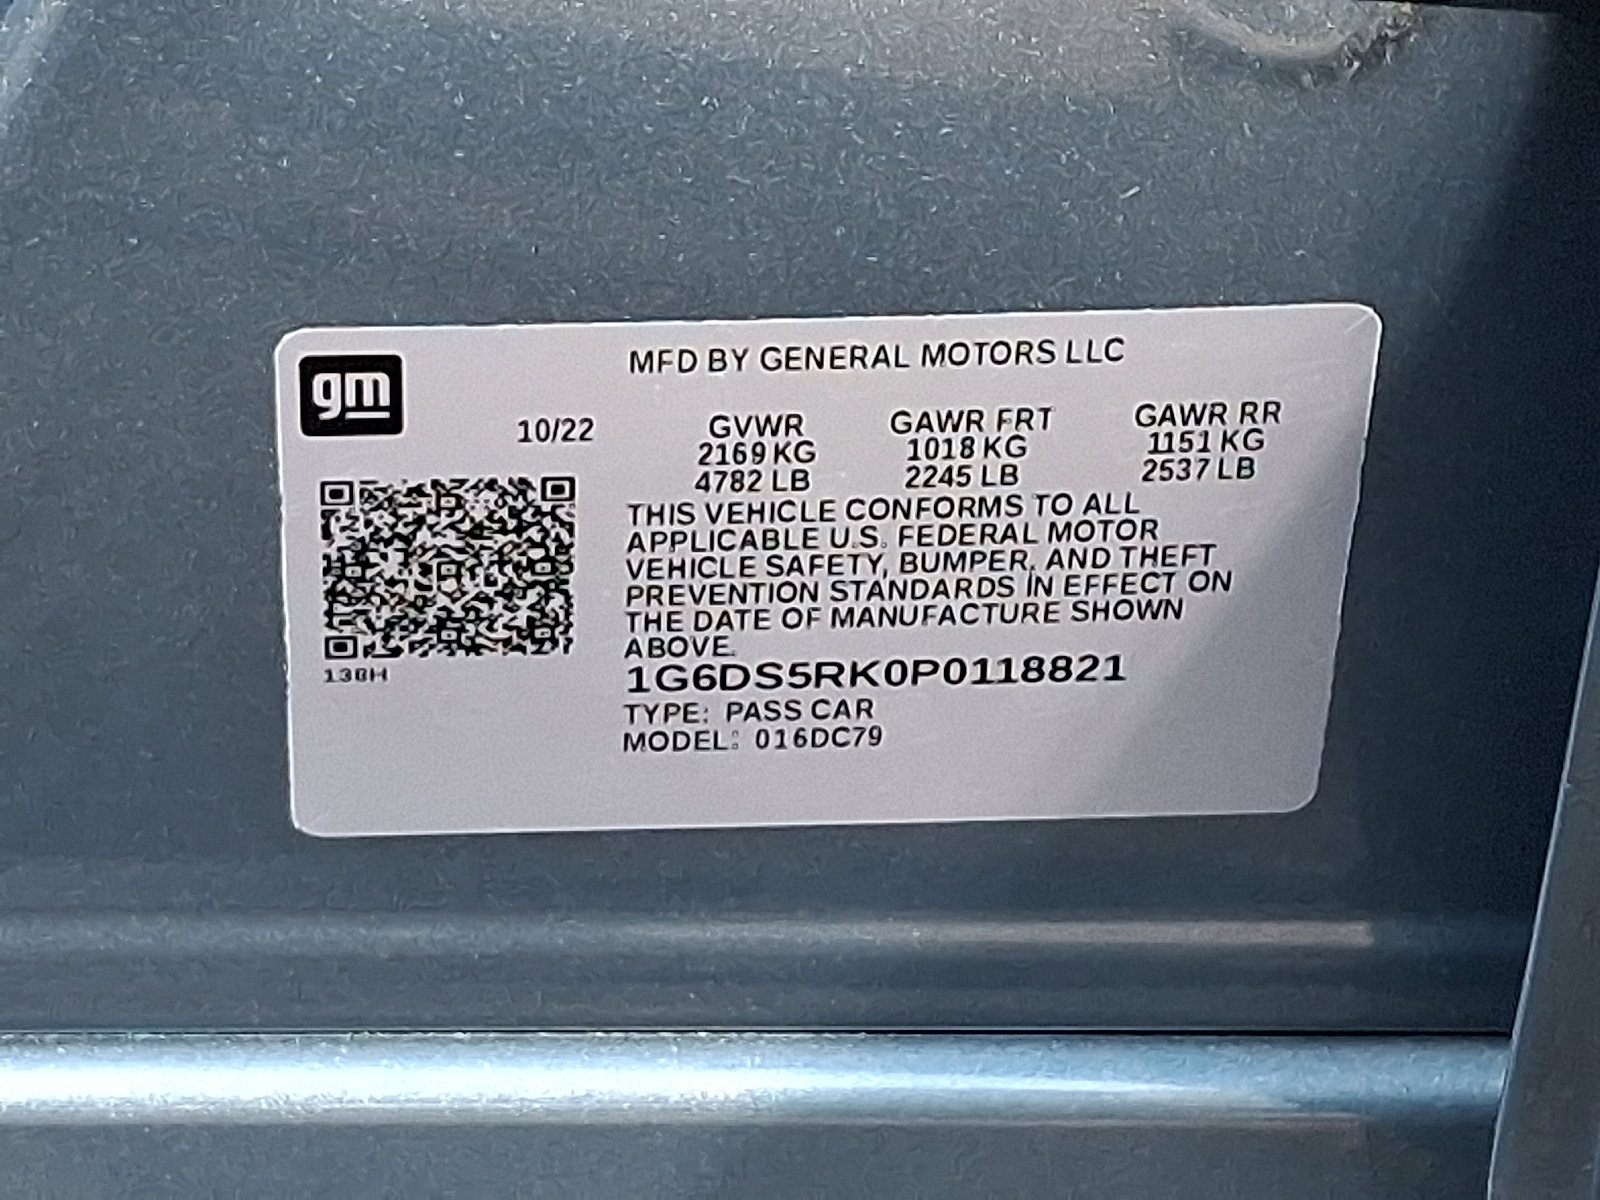 gm
MFD BY GENERAL MOTORS LLC
10/22 GVWR GAWR FRT GAWR RR
2169 KG 1018 KG 1151 KG
4782 LB 2245 LB 2537 LB
THIS VEHICLE CONFORMS TO ALL
APPLICABLE U.S. FEDERAL MOTOR
VEHICLE SAFETY, BUMPER, AND THEFT
PREVENTION STANDARDS IN EFFECT ON
THE DATE OF MANUFACTURE SHOWN
ABOVE.
1G6DS5RK0P0118821
TYPE: PASS CAR
MODEL: 016DC79